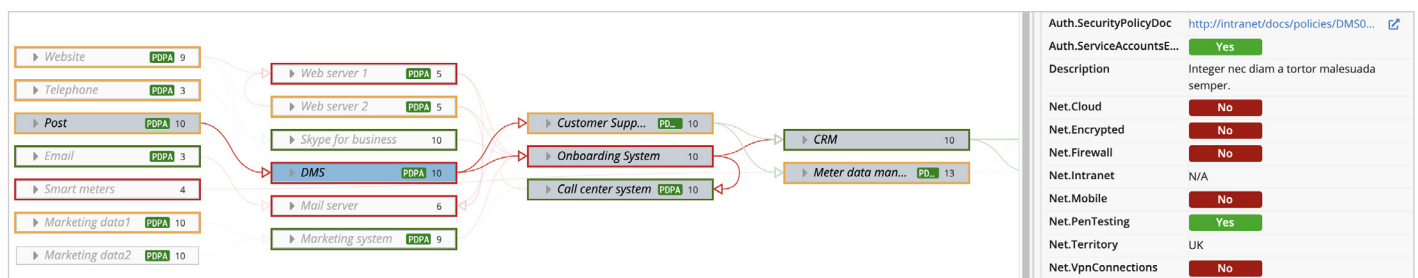 Website PDPA 9
Telephone PDPA 3
Post PDPA 10
Email PDPA 3
Smart meters 4
Marketing data1 PDPA 10
Marketing data2 PDPA 10
Web server 1 PDPA 5
Web server 2 PDPA 5
Skype for business 10
DMS PDPA 10
Mail server 6
Marketing system PDPA 9
Customer Supp... PD... 10
Onboarding System 10
Call center system PDPA 10
CRM 10
Meter data man... PD... 13
Auth.SecurityPolicyDoc http://intranet/docs/policies/DMS0...
Auth.ServiceAccountsE... Yes
Description Integer nec diam a tortor malesuada
semper.
Net.Cloud No
Net.Encrypted No
Net.Firewall No
Net.Intranet N/A
Net.Mobile No
Net.PenTesting Yes
Net.Territory UK
Net.VpnConnections No